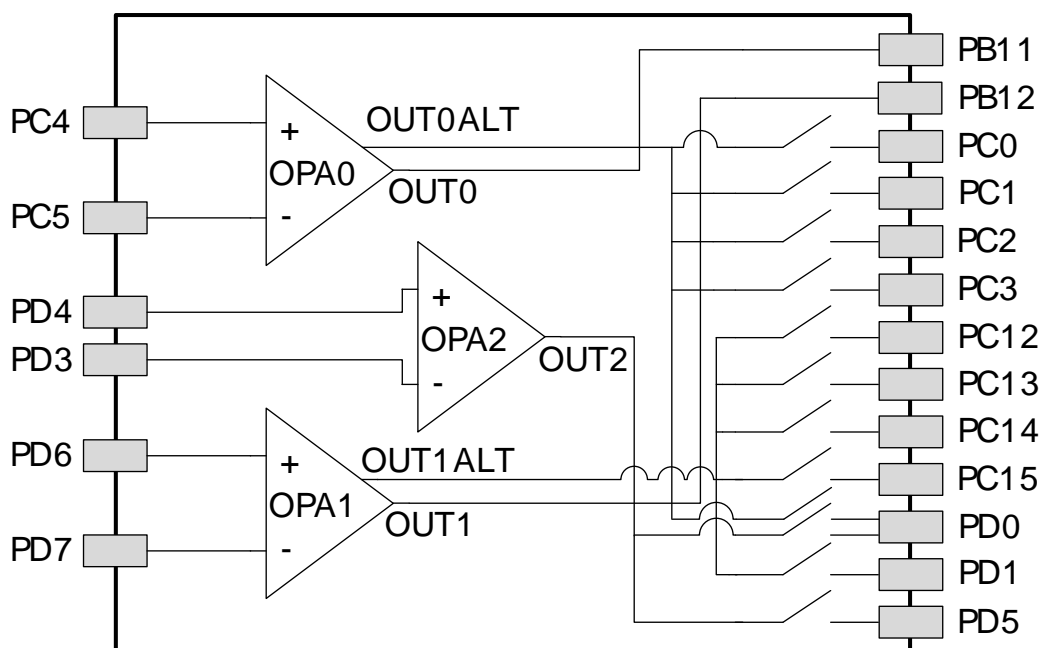 PB11
PB12
PC4
+
OUT0ALT
PC0
OPA0
OUT0
PC1
PC5
-
PC2
PD4
+
PC3
OPA2
PC12
PD3
OUT2
-
PC13
PC14
PD6
+
OUT1ALT
PC15
OPA1
OUT1
PD0
PD7
-
PD1
PD5